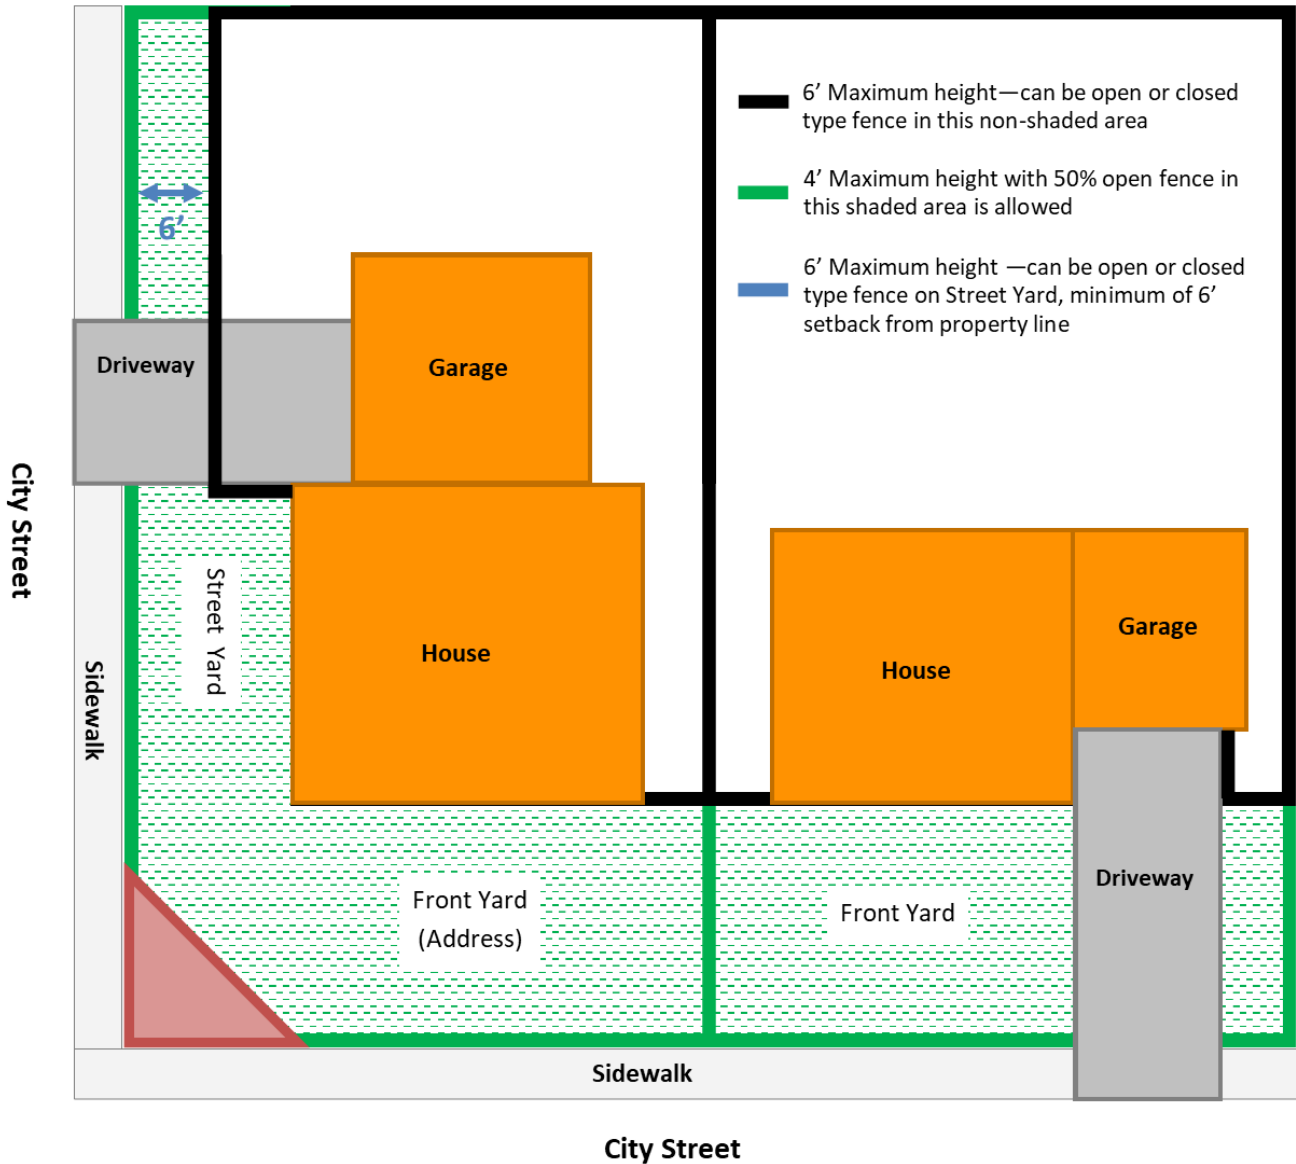 6’ Maximum height—can be open or closed
type fence in this non-shaded area
4’ Maximum height with 50% open fence in
this shaded area is allowed
6’
6’ Maximum height —can be open or closed
type fence on Street Yard, minimum of 6’
setback from property line
Driveway
Garage
City Street
Street Yard
House
Sidewalk
Garage
House
Driveway
Front Yard
(Address)
Front Yard
Sidewalk
City Street